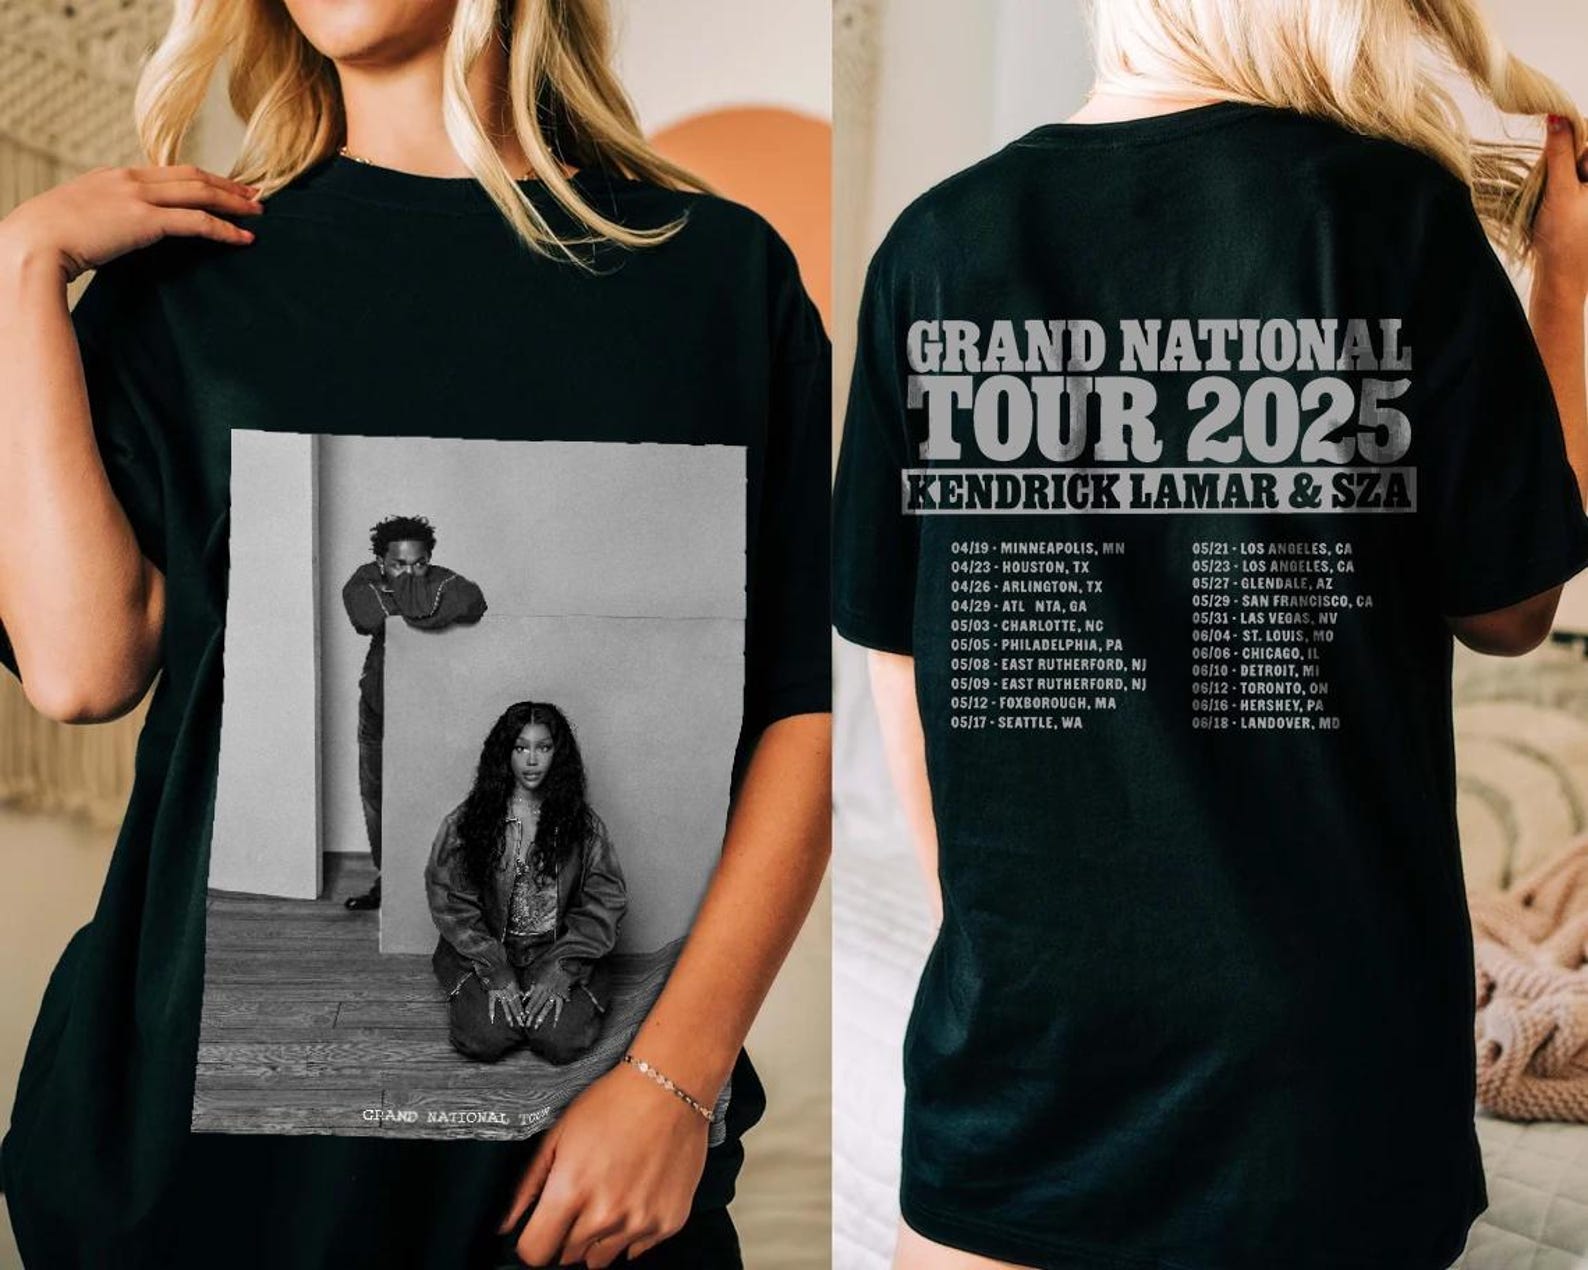 GRAND NATIONAL TOUR
GRAND NATIONAL
TOUR 2025
KENDRICK LAMAR & SZA
04/19 - MINNEAPOLIS, MN
04/23 - HOUSTON, TX
04/26 - ARLINGTON, TX
04/29 - ATL NTA, GA
05/03 - CHARLOTTE, NC
05/05 - PHILADELPHIA, PA
05/08 - EAST RUTHERFORD, NJ
05/09 - EAST RUTHERFORD, NJ
05/12 - FOXBOROUGH, MA
05/17 - SEATTLE, WA
05/21 - LOS ANGELES, CA
05/23 - LOS ANGELES, CA
05/27 - GLENDALE, AZ
05/29 - SAN FRANCISCO, CA
05/31 - LAS VEGAS, NV
06/04 - ST. LOUIS, MO
06/06 - CHICAGO, IL
06/10 - DETROIT, MI
06/12 - TORONTO, ON
06/16 - HERSHEY, PA
06/18 - LANDOVER, MD